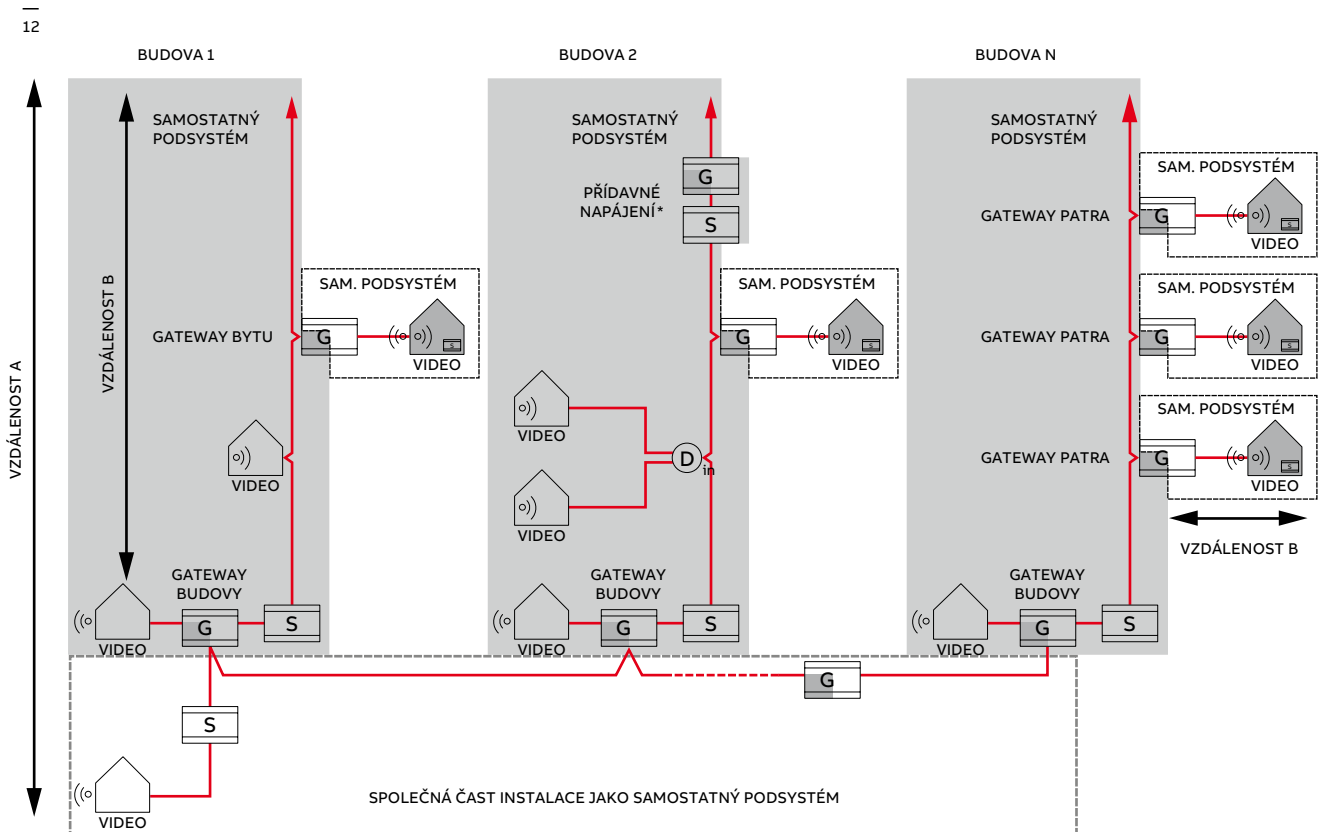 12
BUDOVA 1
BUDOVA 2
BUDOVA N
VZDÁLENOST A
VZDÁLENOST B
SAMOSTATNÝ
PODSYSTÉM
SAM. PODSYSTÉM
GATEWAY BYTU
G
S
VIDEO
VIDEO
GATEWAY
BUDOVY
VIDEO
G
S
SAMOSTATNÝ
PODSYSTÉM
G
PŘÍDAVNÉ
NAPÁJENÍ*
S
SAM. PODSYSTÉM
G
S
VIDEO
VIDEO
D
in
VIDEO
GATEWAY
BUDOVY
VIDEO
G
S
SAMOSTATNÝ
PODSYSTÉM
SAM. PODSYSTÉM
GATEWAY PATRA
G
S
VIDEO
SAM. PODSYSTÉM
GATEWAY PATRA
G
S
VIDEO
SAM. PODSYSTÉM
GATEWAY PATRA
G
S
VIDEO
VZDÁLENOST B
GATEWAY
BUDOVY
VIDEO
G
S
G
S
VIDEO
SPOLEČNÁ ČAST INSTALACE JAKO SAMOSTATNÝ PODSYSTÉM